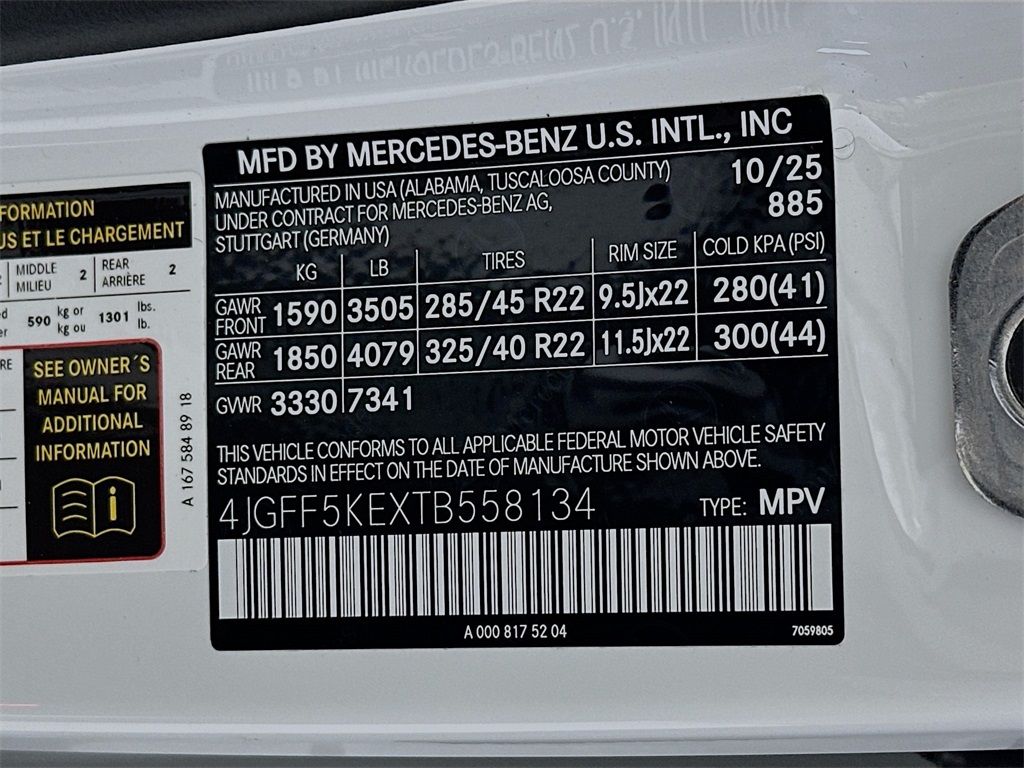 FORMATION
US ET LE CHARGEMENT
MIDDLE 2 REAR 2
MILIEU ARRIÈRE
590 kg or 1301 lbs.
kg ou lb.
SEE OWNER´S
MANUAL FOR
ADDITIONAL
INFORMATION
A 167 584 89 18
MFD BY MERCEDES-BENZ U.S. INTL., INC
MANUFACTURED IN USA (ALABAMA, TUSCALOOSA COUNTY) 10/25
UNDER CONTRACT FOR MERCEDES-BENZ AG, 885
STUTTGART (GERMANY)
KG LB TIRES RIM SIZE COLD KPA (PSI)
GAWR FRONT 1590 3505 285/45 R22 9.5Jx22 280(41)
GAWR REAR 1850 4079 325/40 R22 11.5Jx22 300(44)
GVWR 3330 7341
THIS VEHICLE CONFORMS TO ALL APPLICABLE FEDERAL MOTOR VEHICLE SAFETY
STANDARDS IN EFFECT ON THE DATE OF MANUFACTURE SHOWN ABOVE.
4JGFF5KEXTB558134 TYPE: MPV
A 000 817 52 04 7059805